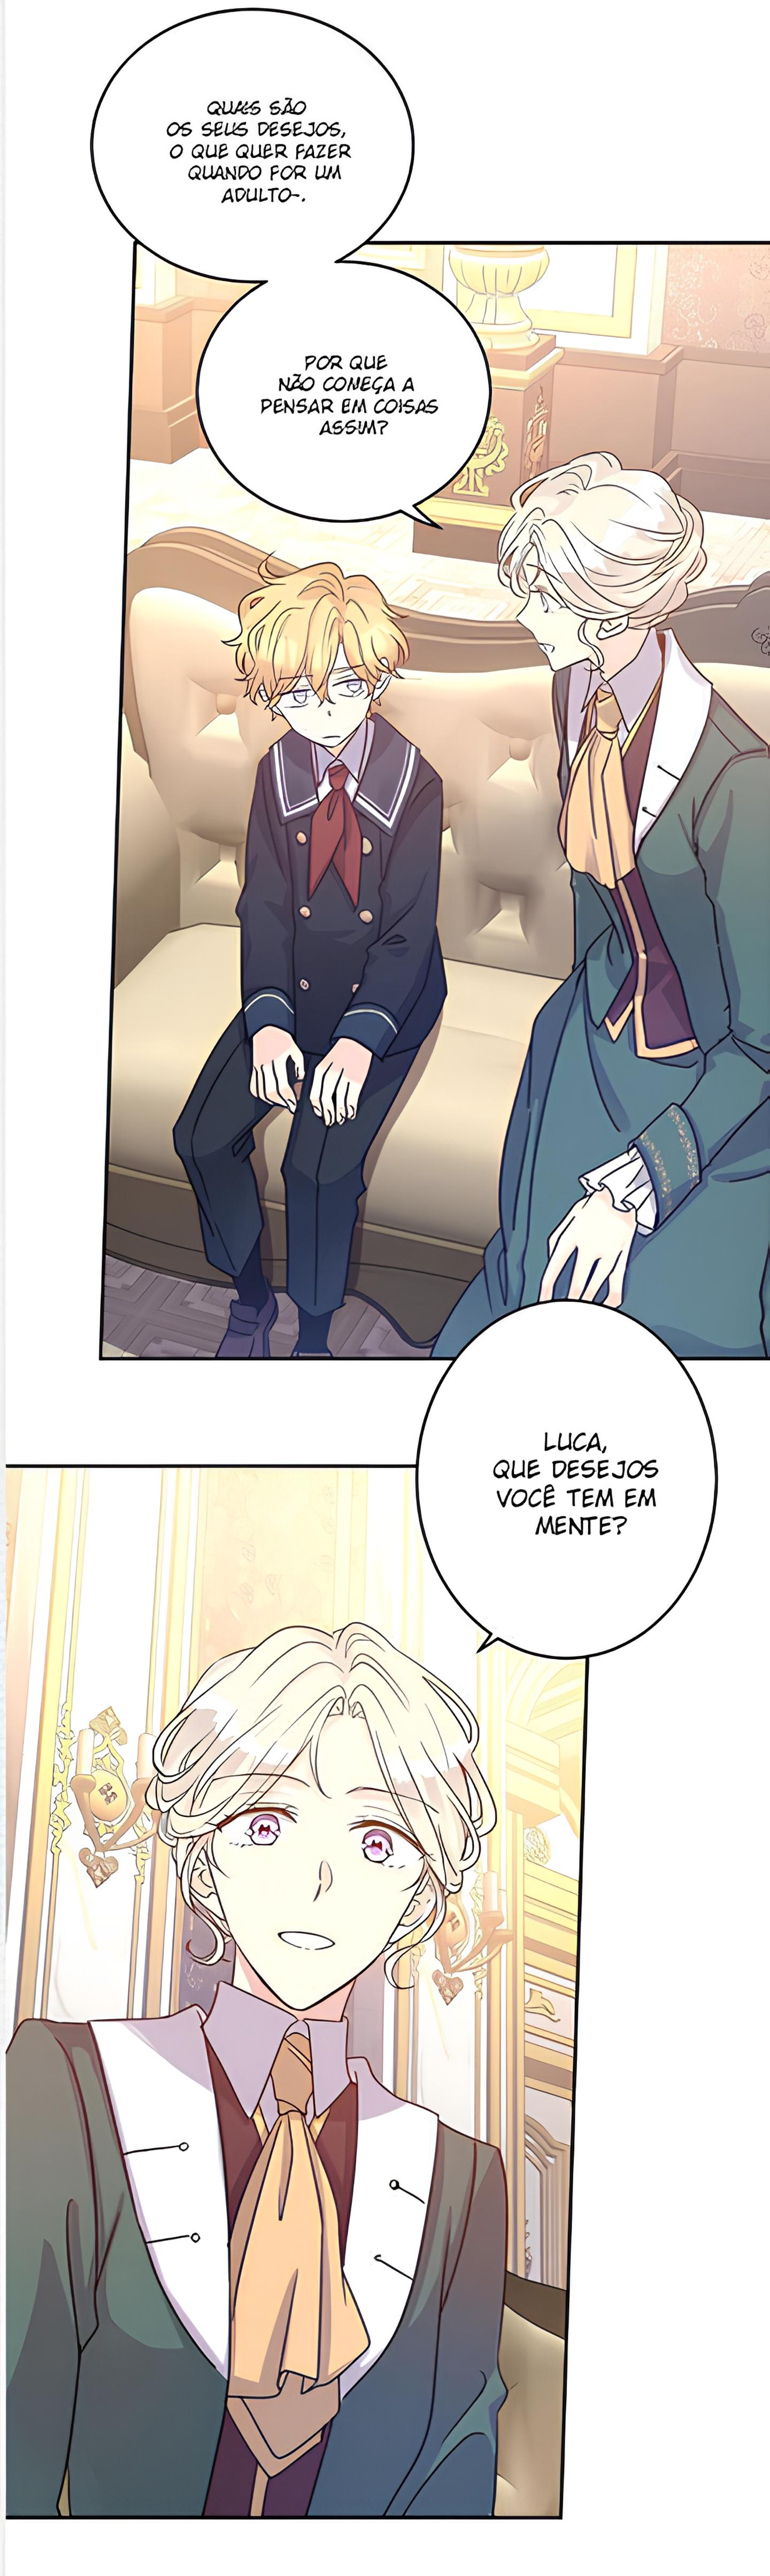 QUAIS SÃO
OS SEUS DESEJOS,
O QUE QUER FAZER
QUANDO FOR UM
ADULTO-.
POR QUE
NÃO COMEÇA A
PENSAR EM COISAS
ASSIM?
LUCA,
QUE DESEJOS
VOCÊ TEM EM
MENTE?